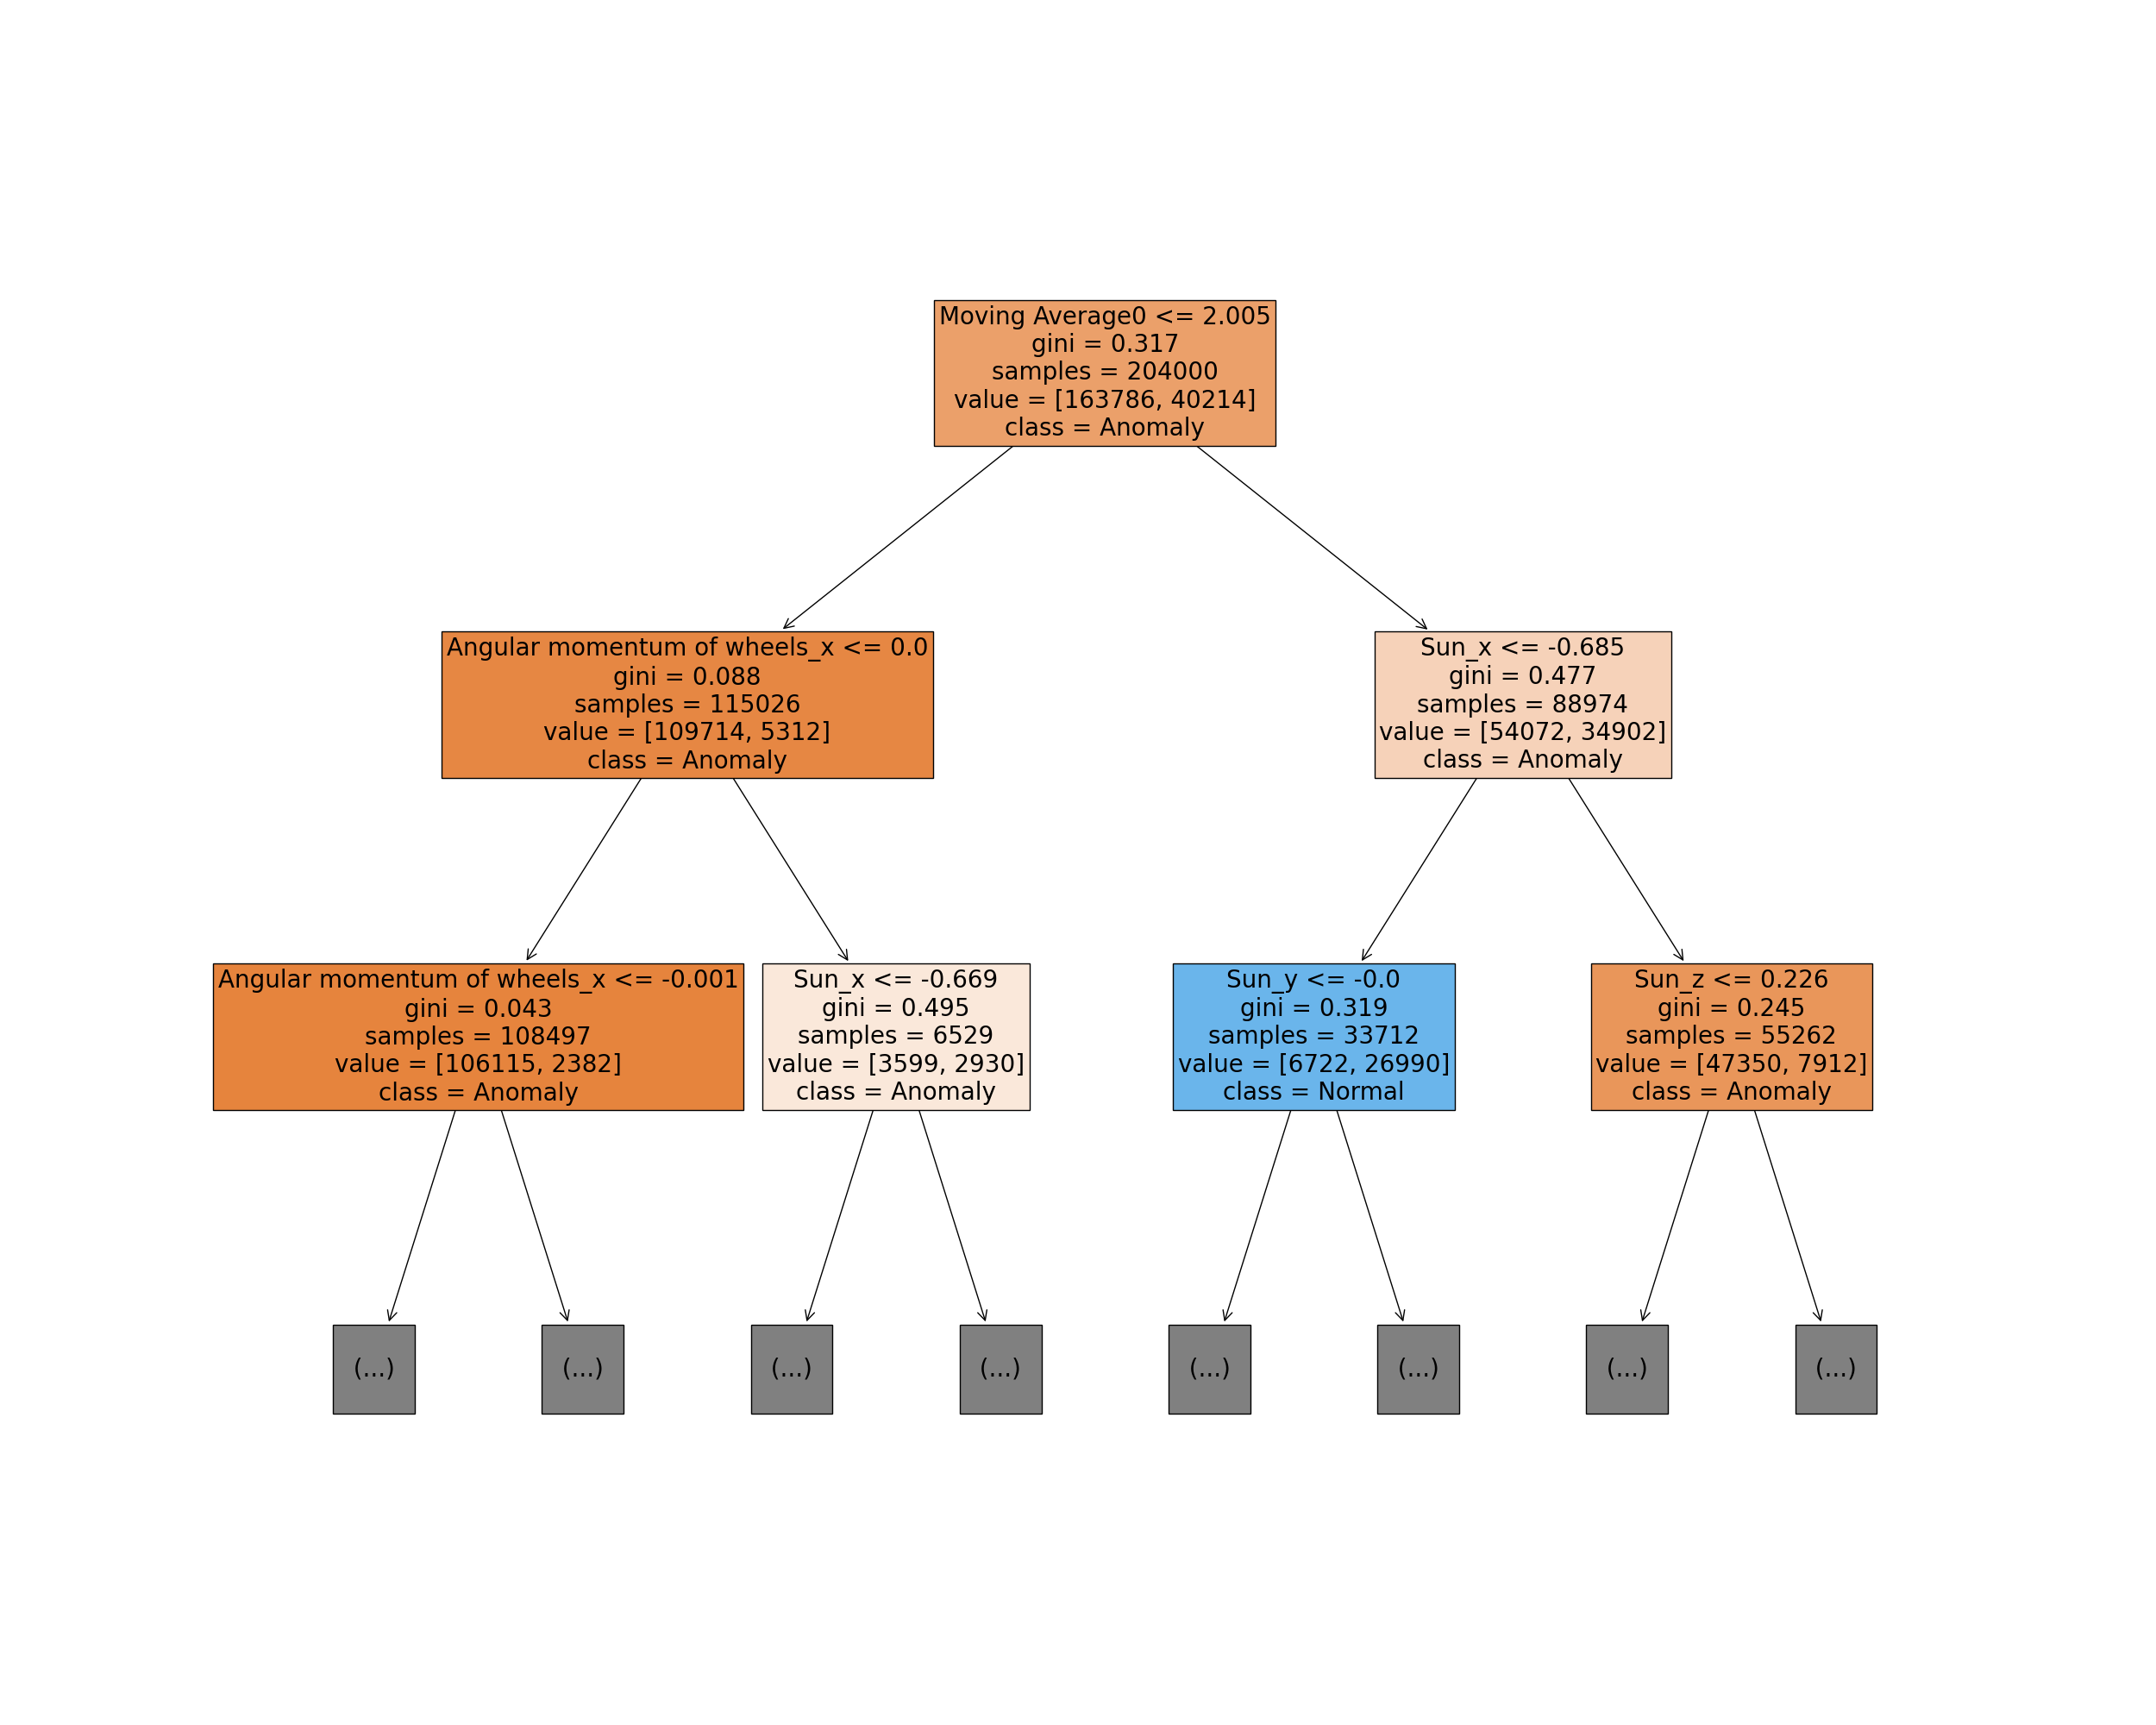 Moving Average0 <= 2.005
gini = 0.317
samples = 204000
value = [163786, 40214]
class = Anomaly
Angular momentum of wheels_x <= 0.0
gini = 0.088
samples = 115026
value = [109714, 5312]
class = Anomaly
Sun_x <= -0.685
gini = 0.477
samples = 88974
value = [54072, 34902]
class = Anomaly
Angular momentum of wheels_x <= -0.001
gini = 0.043
samples = 108497
value = [106115, 2382]
class = Anomaly
Sun_x <= -0.669
gini = 0.495
samples = 6529
value = [3599, 2930]
class = Anomaly
Sun_y <= -0.0
gini = 0.319
samples = 33712
value = [6722, 26990]
class = Normal
Sun_z <= 0.226
gini = 0.245
samples = 55262
value = [47350, 7912]
class = Anomaly
(...)
(...)
(...)
(...)
(...)
(...)
(...)
(...)